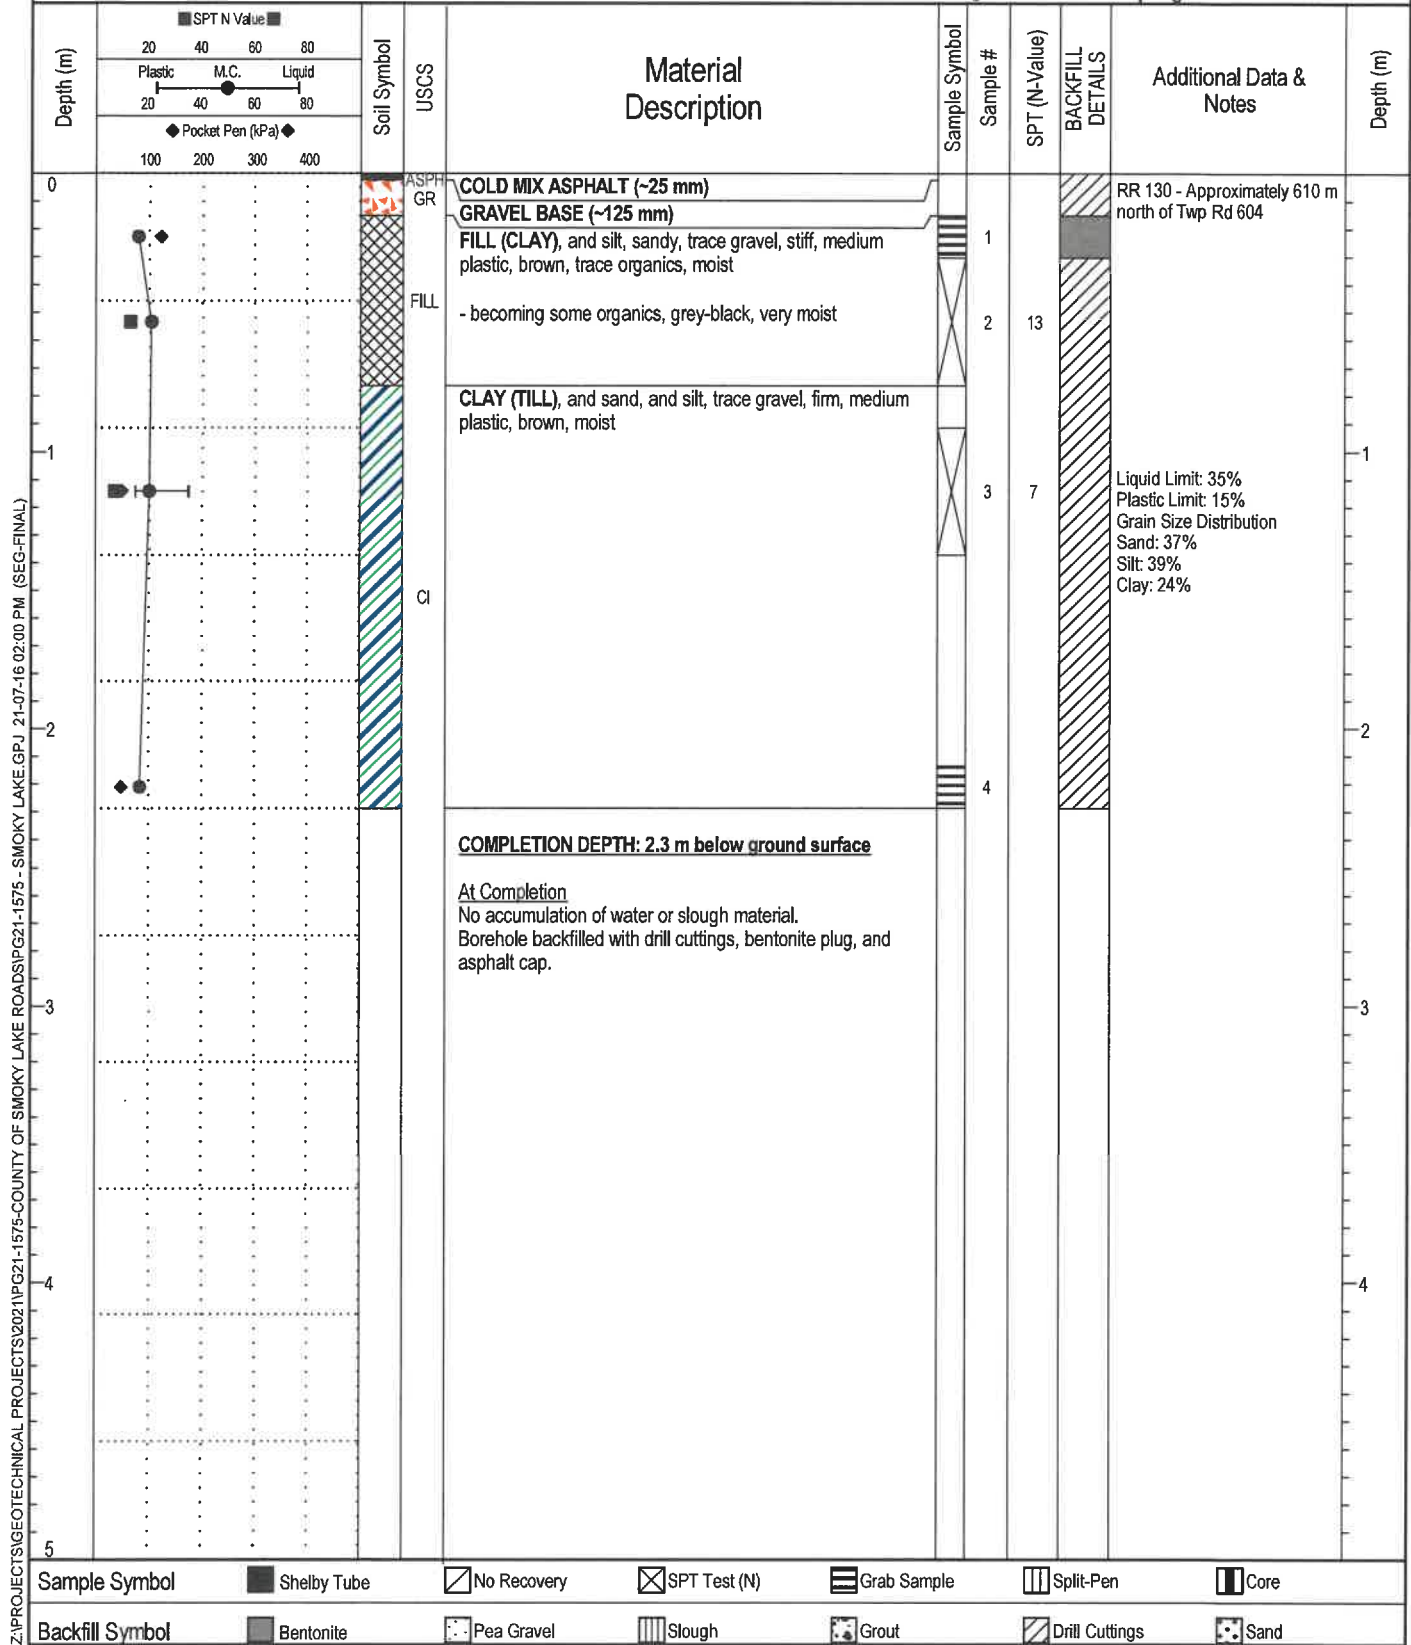 SPT N Value
20 40 60 80
Plastic M.C. Liquid
20 40 60 80
Pocket Pen (kPa)
100 200 300 400
Depth (m)
Soil Symbol
USCS
Material
Description
Sample Symbol
Sample #
SPT (N-Value)
BACKFILL
DETAILS
Additional Data &
Notes
Depth (m)
0
ASPH
COLD MIX ASPHALT (~25 mm)
RR 130 - Approximately 610 m
north of Twp Rd 604
GR
GRAVEL BASE (~125 mm)
FILL (CLAY), and silt, sandy, trace gravel, stiff, medium
plastic, brown, trace organics, moist
1
FILL
- becoming some organics, grey-black, very moist
2 13
CLAY (TILL), and sand, and silt, trace gravel, firm, medium
plastic, brown, moist
1 1
3 7
Liquid Limit: 35%
Plastic Limit: 15%
Grain Size Distribution
Sand: 37%
Silt: 39%
Clay: 24%
CI
2 2
4
COMPLETION DEPTH: 2.3 m below ground surface
At Completion
No accumulation of water or slough material.
Borehole backfilled with drill cuttings, bentonite plug, and
asphalt cap.
3 3
4 4
5
Z:\PROJECTS\GEOTECHNICAL PROJECTS\2021\PG21-1575-COUNTY OF SMOKY LAKE ROADS\PG21-1575 - SMOKY LAKE.GPJ 21-07-16 02:00 PM (SEG-FINAL)
Sample Symbol Shelby Tube No Recovery SPT Test (N) Grab Sample Split-Pen Core
Backfill Symbol Bentonite Pea Gravel Slough Grout Drill Cuttings Sand